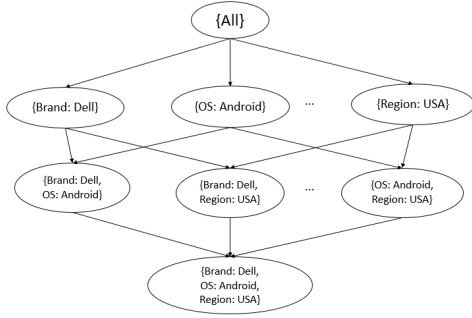 {All}
{Brand: Dell}
{OS: Android}
...
{Region: USA}
{Brand: Dell,
OS: Android}
{Brand: Dell,
Region: USA}
...
{OS: Android,
Region: USA}
{Brand: Dell,
OS: Android,
Region: USA}